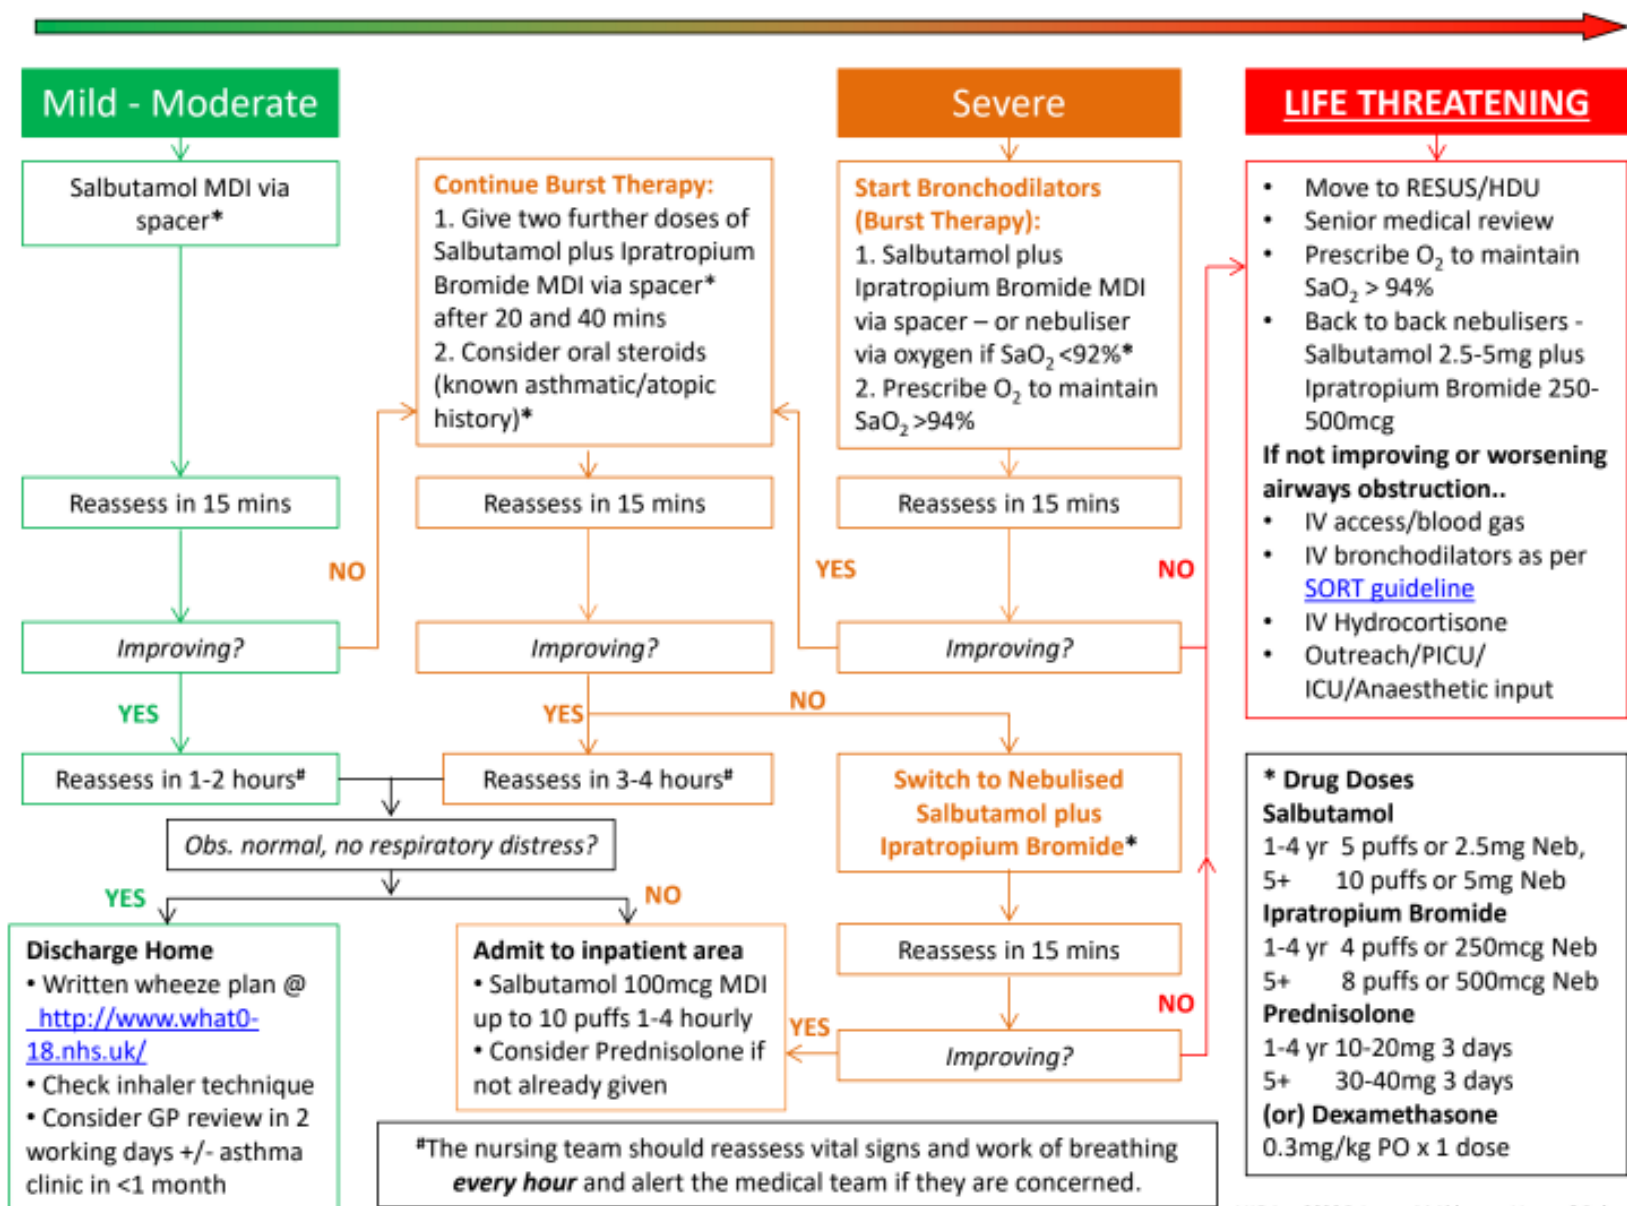 Mild - Moderate
Salbutamol MDI via
spacer*
Reassess in 15 mins
Improving?
NO
YES
Reassess in 1-2 hours#
Continue Burst Therapy:
1. Give two further doses of
Salbutamol plus Ipratropium
Bromide MDI via spacer*
after 20 and 40 mins
2. Consider oral steroids
(known asthmatic/atopic
history)*
Reassess in 15 mins
Improving?
YES
NO
Reassess in 3-4 hours#
Severe
Start Bronchodilators
(Burst Therapy):
1. Salbutamol plus
Ipratropium Bromide MDI
via spacer – or nebuliser
via oxygen if SaO2 <92%*
2. Prescribe O2 to maintain
SaO2 >94%
Reassess in 15 mins
Improving?
YES
NO
Switch to Nebulised
Salbutamol plus
Ipratropium Bromide*
Reassess in 15 mins
Improving?
YES
NO
LIFE THREATENING
• Move to RESUS/HDU
• Senior medical review
• Prescribe O2 to maintain
SaO2 > 94%
• Back to back nebulisers -
Salbutamol 2.5-5mg plus
Ipratropium Bromide 250-
500mcg
If not improving or worsening
airways obstruction..
• IV access/blood gas
• IV bronchodilators as per
SORT guideline
• IV Hydrocortisone
• Outreach/PICU/
ICU/Anaesthetic input
Obs. normal, no respiratory distress?
YES
NO
Discharge Home
• Written wheeze plan @
http://www.what0-
18.nhs.uk/
• Check inhaler technique
• Consider GP review in 2
working days +/- asthma
clinic in <1 month
Admit to inpatient area
• Salbutamol 100mcg MDI
up to 10 puffs 1-4 hourly
• Consider Prednisolone if
not already given
#The nursing team should reassess vital signs and work of breathing
every hour and alert the medical team if they are concerned.
* Drug Doses
Salbutamol
1-4 yr 5 puffs or 2.5mg Neb,
5+ 10 puffs or 5mg Neb
Ipratropium Bromide
1-4 yr 4 puffs or 250mcg Neb
5+ 8 puffs or 500mcg Neb
Prednisolone
1-4 yr 10-20mg 3 days
5+ 30-40mg 3 days
(or) Dexamethasone
0.3mg/kg PO x 1 dose